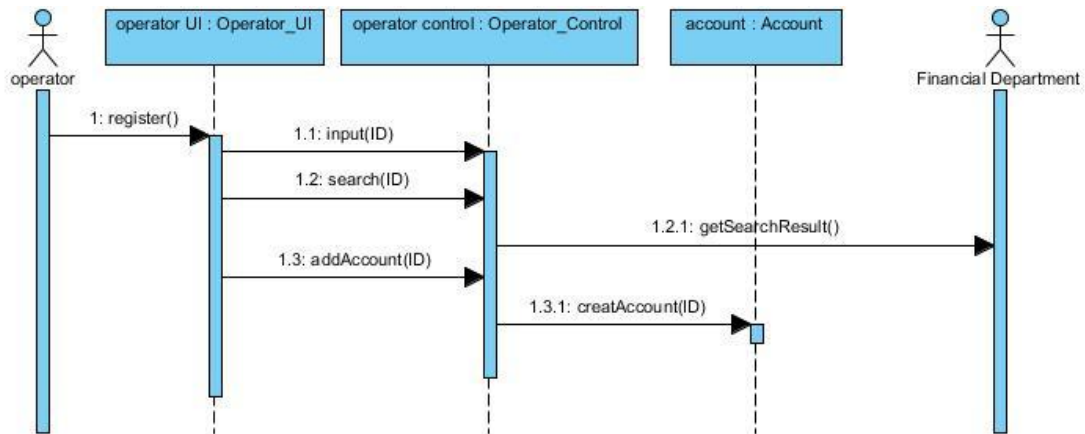 operator UI : Operator_UI
operator control : Operator_Control
account : Account
operator
Financial Department
1: register()
1.1: input(ID)
1.2: search(ID)
1.2.1: getSearchResult()
1.3: addAccount(ID)
1.3.1: creatAccount(ID)